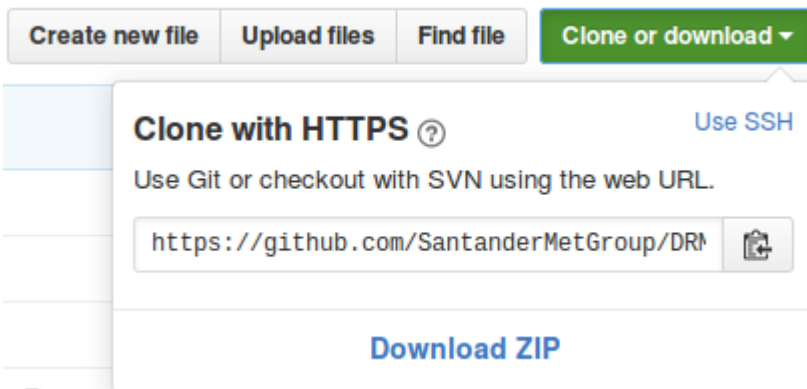 Create new file Upload files Find file Clone or download
Clone with HTTPS ?
Use SSH
Use Git or checkout with SVN using the web URL.
https://github.com/SantanderMetGroup/DRM
Download ZIP